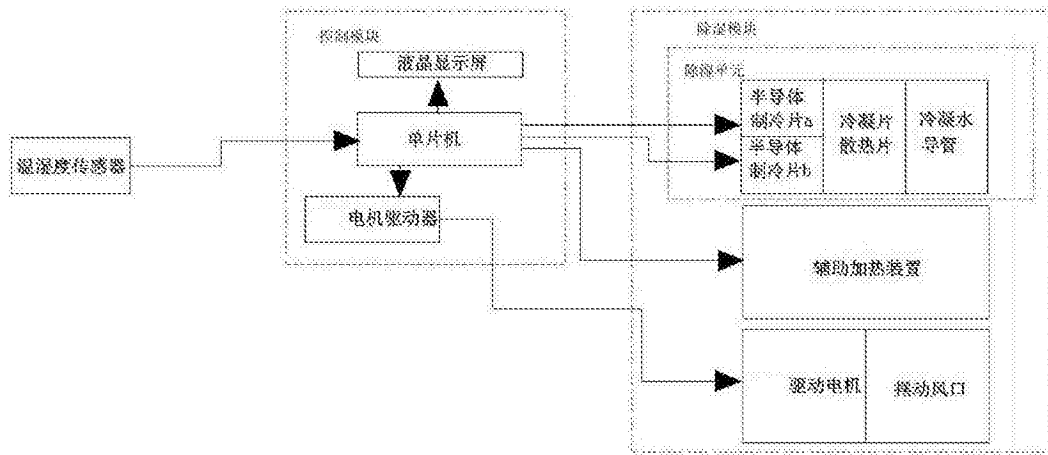 温湿度传感器
控制模块
液晶显示屏
单片机
电机驱动器
除湿模块
除湿单元
半导体
制冷片a
半导体
制冷片b
冷凝片
散热片
冷凝水
导管
辅助加热装置
驱动电机
摆动风口